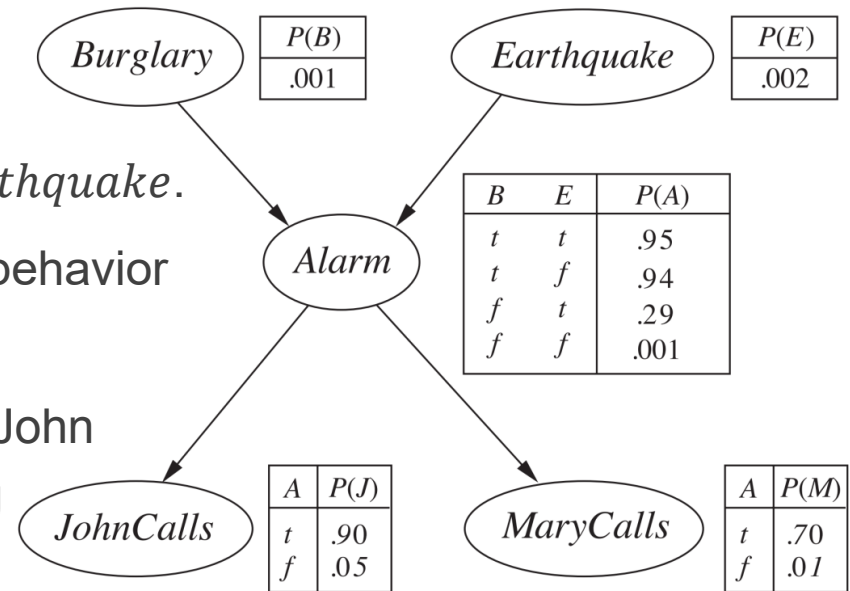 Burglary
P(B)
.001
Earthquake
P(E)
.002
thquake.
behavior
Alarm
B E P(A)
t t .95
t f .94
f t .29
f f .001
John
JohnCalls
A P(J)
t .90
f .05
MaryCalls
A P(M)
t .70
f .01